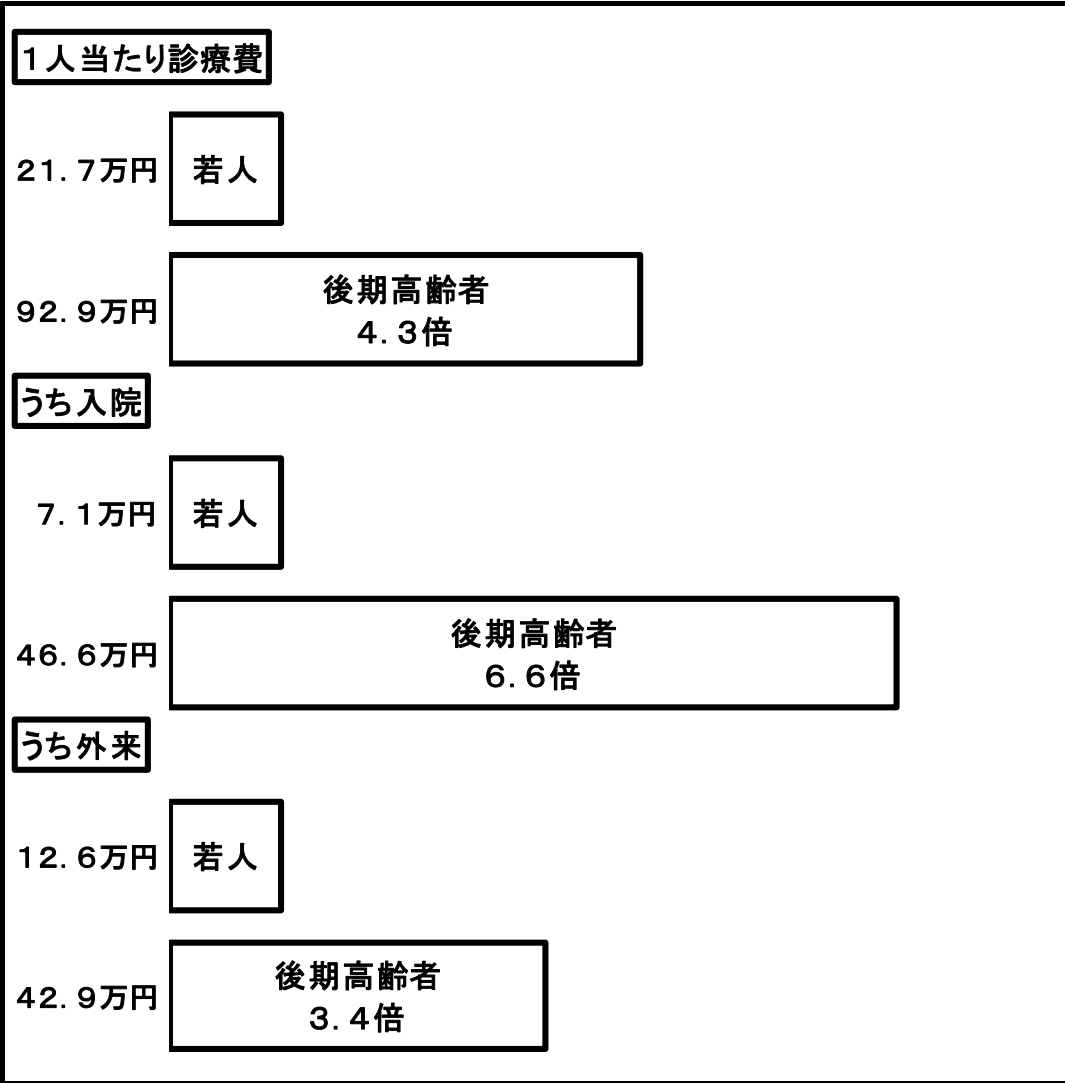 １人当たり診療費
２１．７万円
若人
９２．９万円
後期高齢者
４．３倍
うち入院
７．１万円
若人
４６．６万円
後期高齢者
６．６倍
うち外来
１２．６万円
若人
４２．９万円
後期高齢者
３．４倍